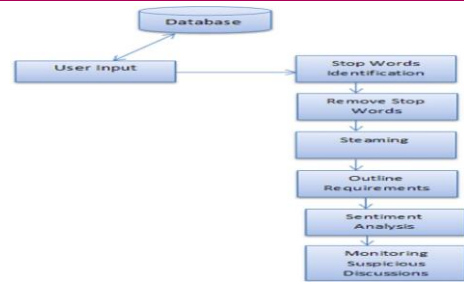 Database
User Input
Stop Words
Identification
Remove Stop
Words
Steaming
Outline
Requirements
Sentiment
Analysis
Monitoring
Suspicious
Discussions